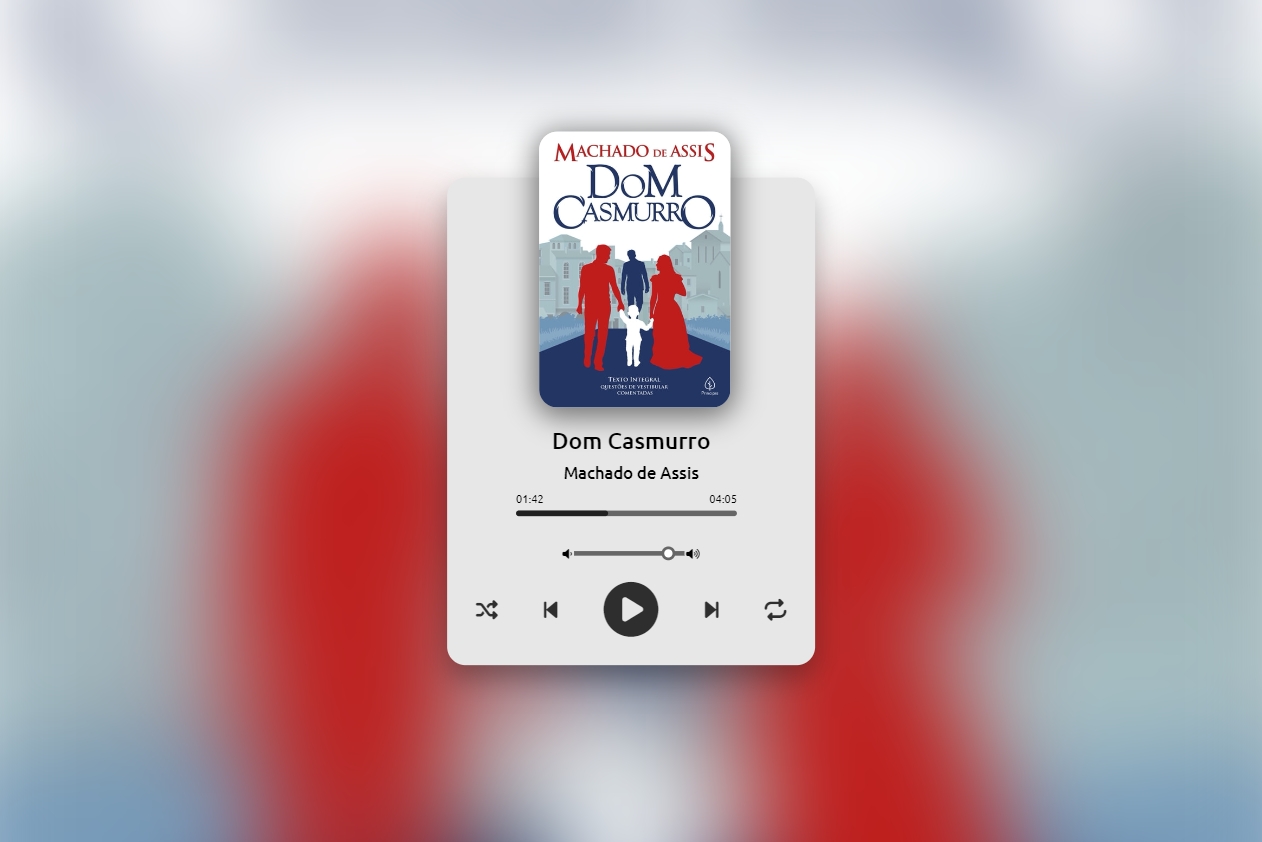 MACHADO DE ASSIS
DOM
CASMURRO
TEXTO INTEGRAL
QUESTÕES DE VESTIBULAR
COMENTADAS
Principis
Dom Casmurro
Machado de Assis
01:42 04:05